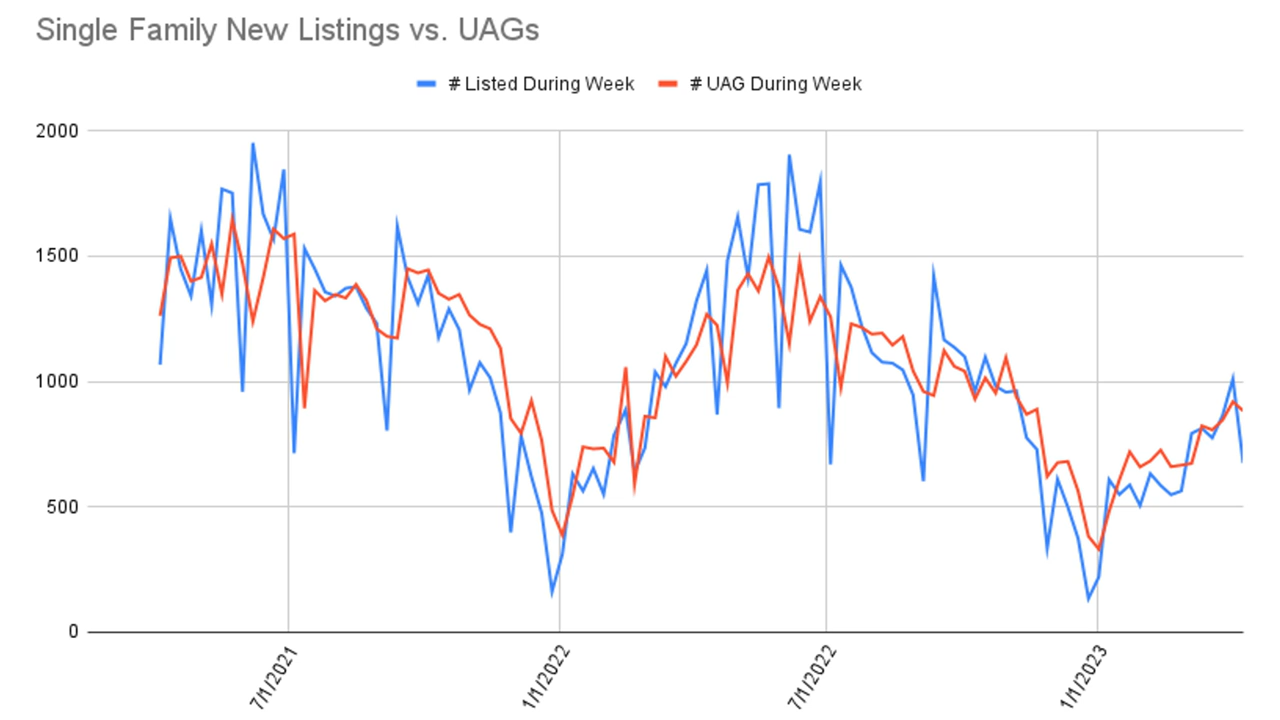 Single Family New Listings vs. UAGs
# Listed During Week # UAG During Week
2000
1500
1000
500
0
7/1/2021 1/1/2022 7/1/2022 1/1/2023